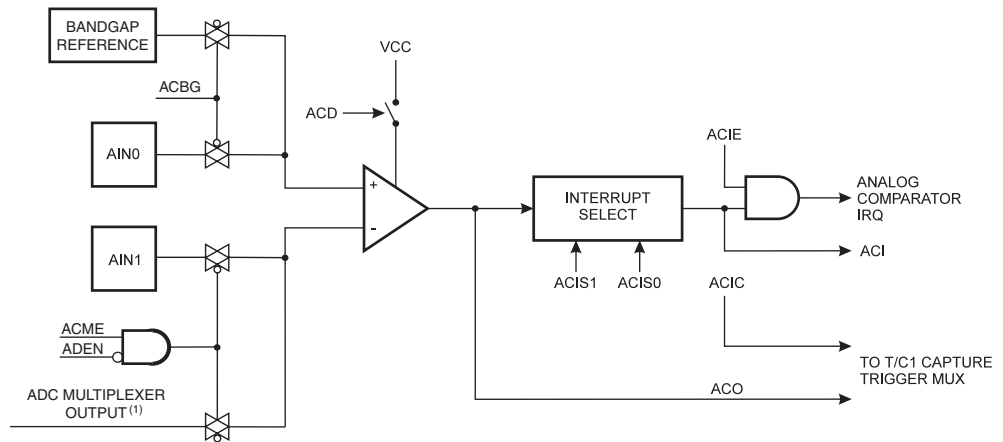 BANDGAP
REFERENCE
ACBG
AIN0
AIN1
ACME
ADEN
ADC MULTIPLEXER
OUTPUT (1)
VCC
ACD
+
-
INTERRUPT
SELECT
ACIS1 ACIS0
ACIE
ANALOG
COMPARATOR
IRQ
ACI
ACIC
TO T/C1 CAPTURE
TRIGGER MUX
ACO